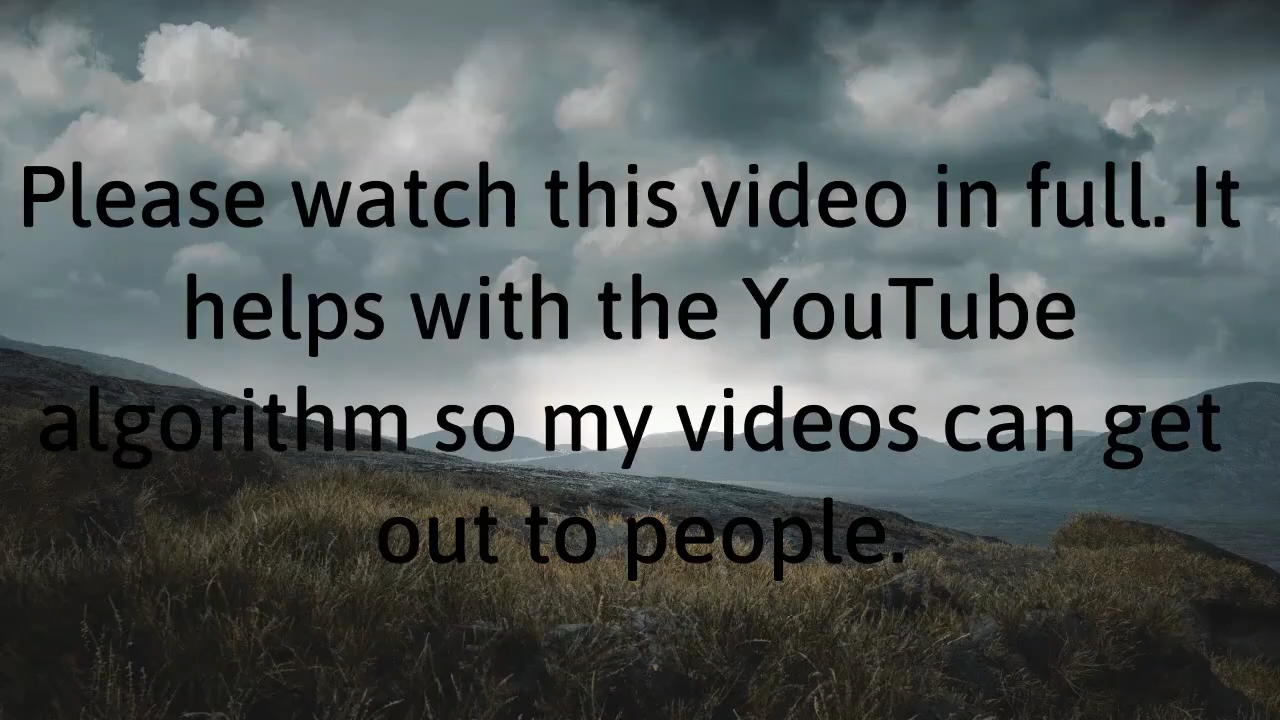 Please watch this video in full. It
helps with the YouTube
algorithm so my videos can get
out to people.